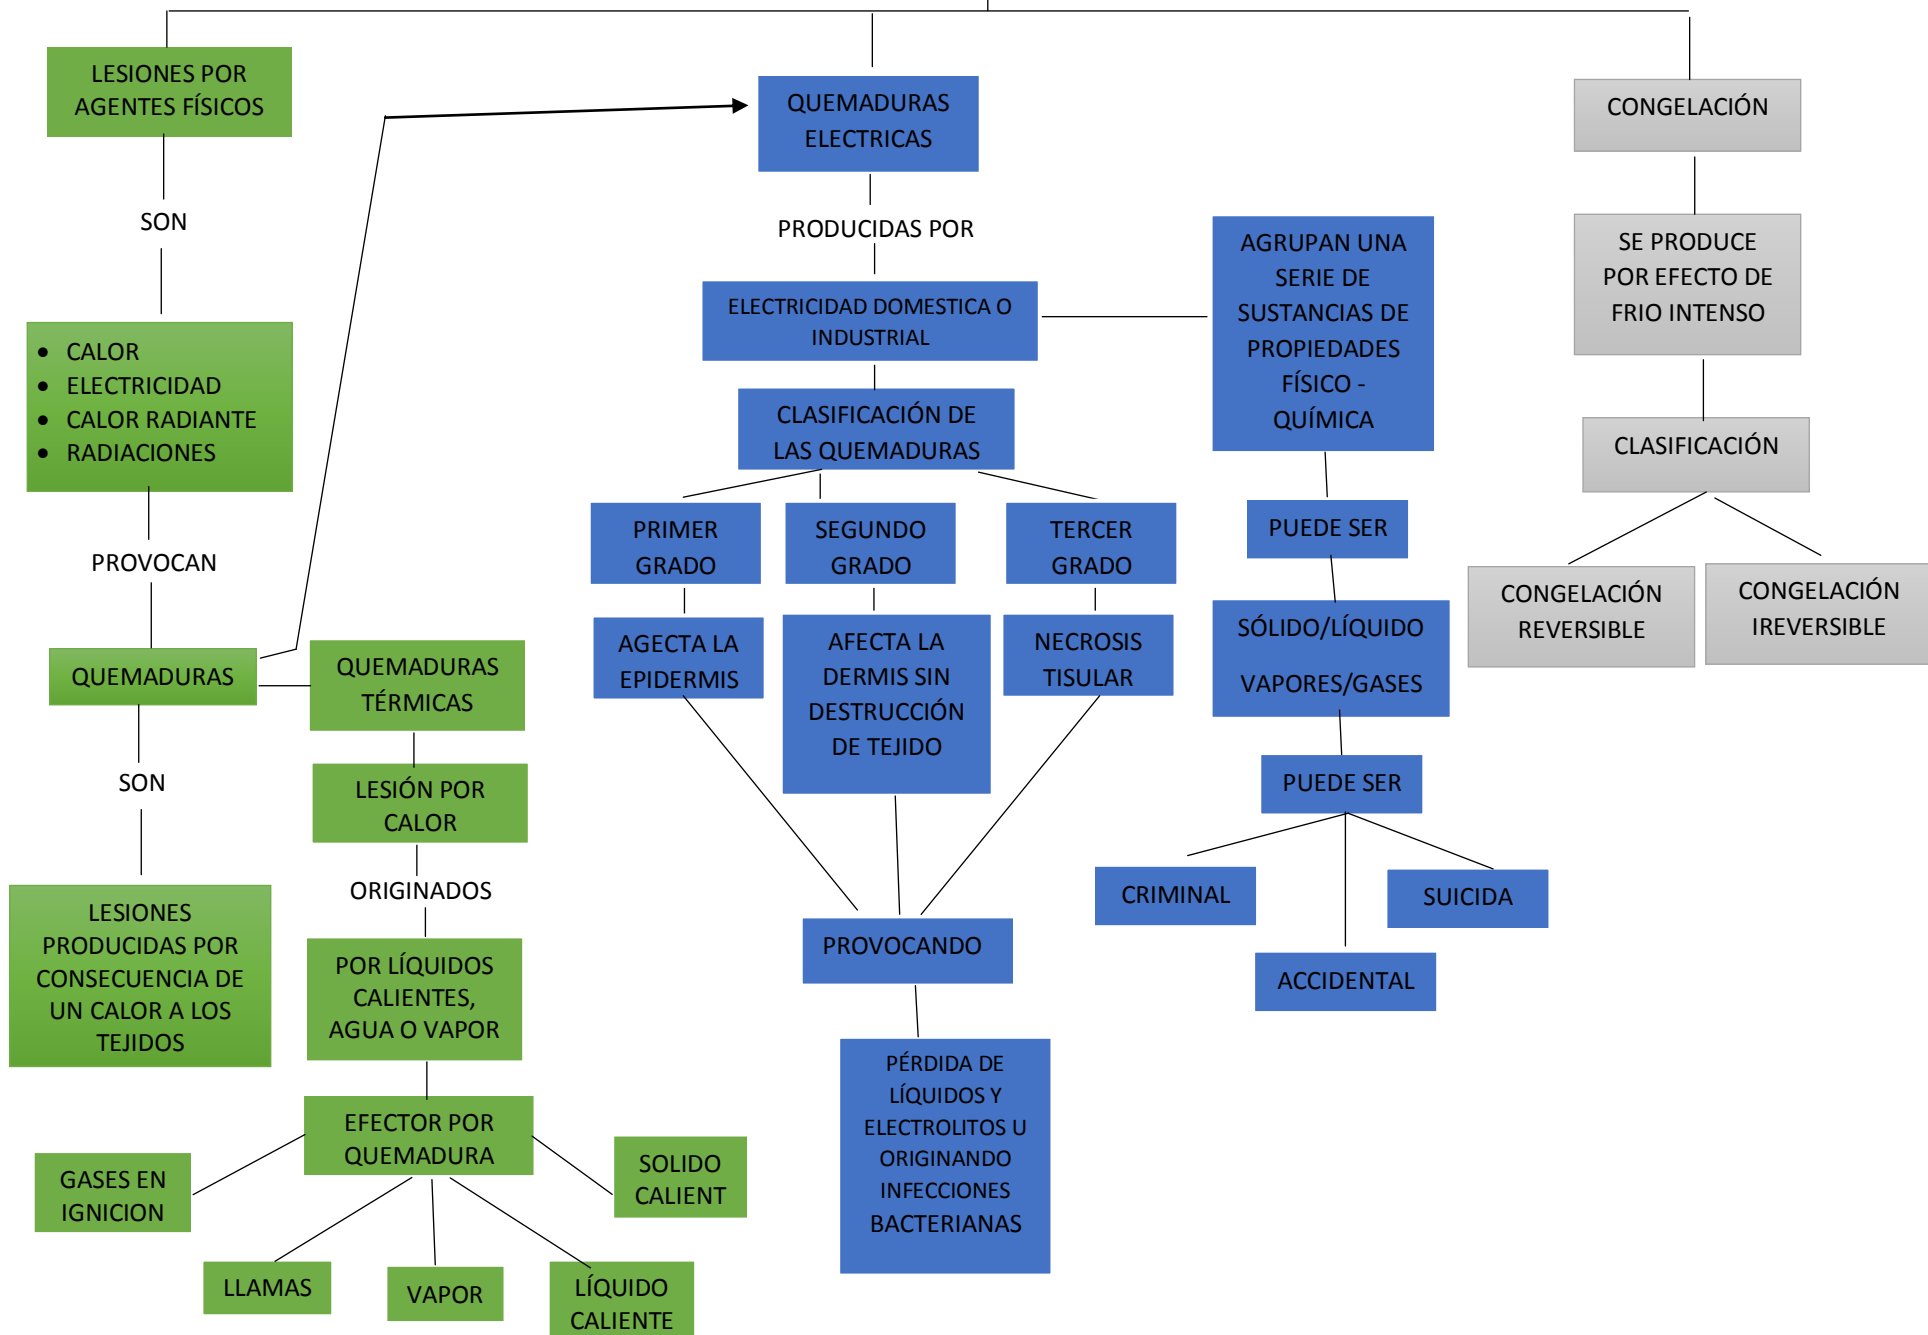 LESIONES POR
AGENTES FÍSICOS
SON
• CALOR
• ELECTRICIDAD
• CALOR RADIANTE
• RADIACIONES
PROVOCAN
QUEMADURAS
SON
LESIONES
PRODUCIDAS POR
CONSECUENCIA DE
UN CALOR A LOS
TEJIDOS
QUEMADURAS
TÉRMICAS
LESIÓN POR
CALOR
ORIGINADOS
POR LÍQUIDOS
CALIENTES,
AGUA O VAPOR
EFECTOR POR
QUEMADURA
GASES EN
IGNICION
LLAMAS
VAPOR
LÍQUIDO
CALIENTE
SOLIDO
CALIENT
QUEMADURAS
ELECTRICAS
PRODUCIDAS POR
ELECTRICIDAD DOMESTICA O
INDUSTRIAL
CLASIFICACIÓN DE
LAS QUEMADURAS
PRIMER
GRADO
SEGUNDO
GRADO
TERCER
GRADO
AGECTA LA
EPIDERMIS
AFECTA LA
DERMIS SIN
DESTRUCCIÓN
DE TEJIDO
NECROSIS
TISULAR
PROVOCANDO
PÉRDIDA DE
LÍQUIDOS Y
ELECTROLITOS U
ORIGINANDO
INFECCIONES
BACTERIANAS
AGRUPAN UNA
SERIE DE
SUSTANCIAS DE
PROPIEDADES
FÍSICO -
QUÍMICA
PUEDE SER
SÓLIDO/LÍQUIDO
VAPORES/GASES
PUEDE SER
CRIMINAL
ACCIDENTAL
SUICIDA
CONGELACIÓN
SE PRODUCE
POR EFECTO DE
FRIO INTENSO
CLASIFICACIÓN
CONGELACIÓN
REVERSIBLE
CONGELACIÓN
IREVERSIBLE